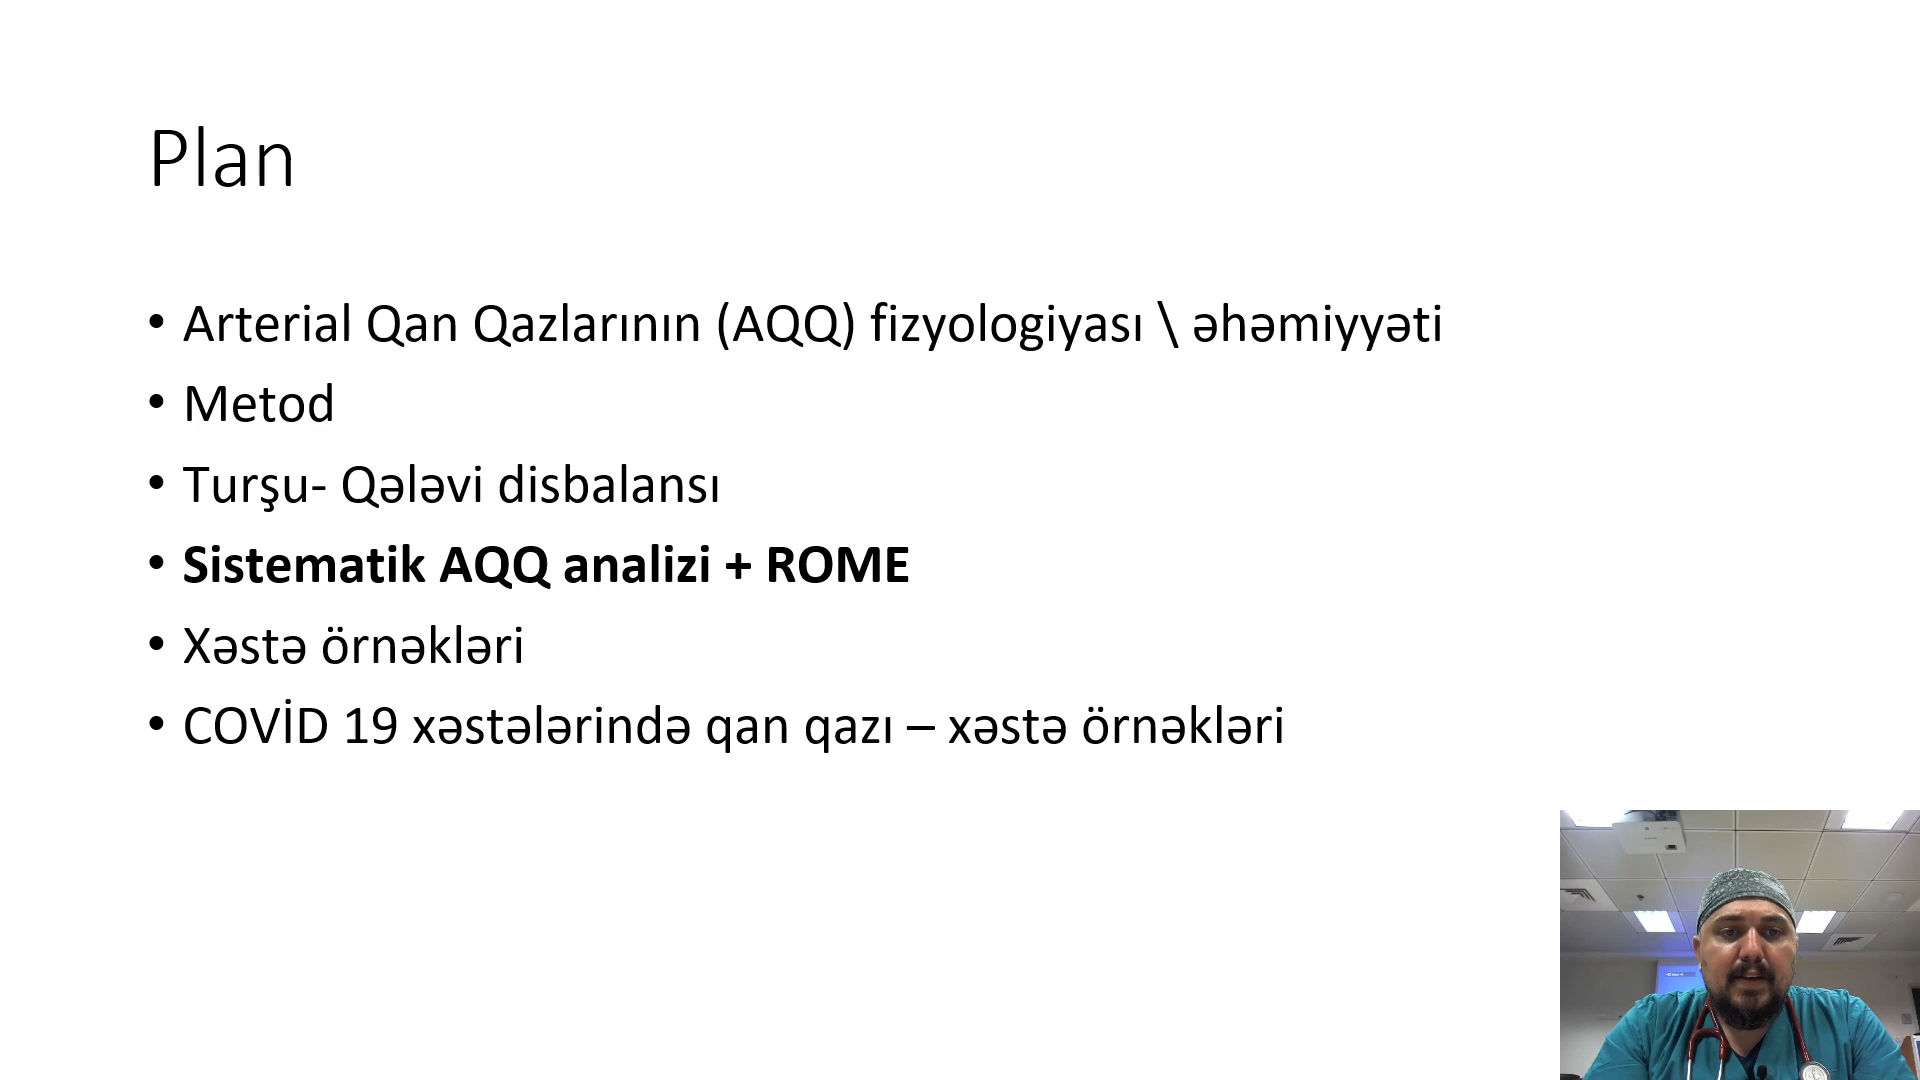 Plan
• Arterial Qan Qazlarının (AQQ) fizyologiyası \ əhəmiyyəti
• Metod
• Turşu- Qələvi disbalansı
• Sistematik AQQ analizi + ROME
• Xəstə örnəkləri
• COVİD 19 xəstələrində qan qazı – xəstə örnəkləri